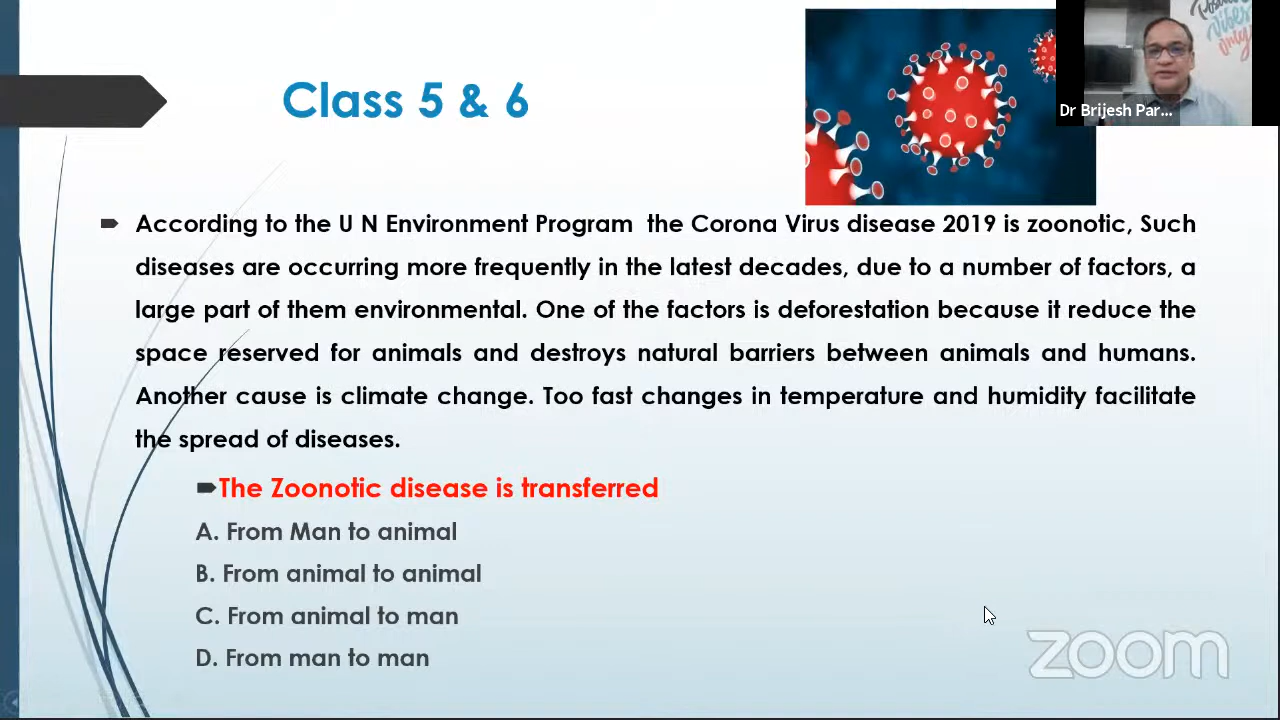 Class 5 & 6
Positive
vibes
only
Dr Brijesh Par...
According to the U N Environment Program the Corona Virus disease 2019 is zoonotic, Such
diseases are occurring more frequently in the latest decades, due to a number of factors, a
large part of them environmental. One of the factors is deforestation because it reduce the
space reserved for animals and destroys natural barriers between animals and humans.
Another cause is climate change. Too fast changes in temperature and humidity facilitate
the spread of diseases.
The Zoonotic disease is transferred
A. From Man to animal
B. From animal to animal
C. From animal to man
D. From man to man
zoom